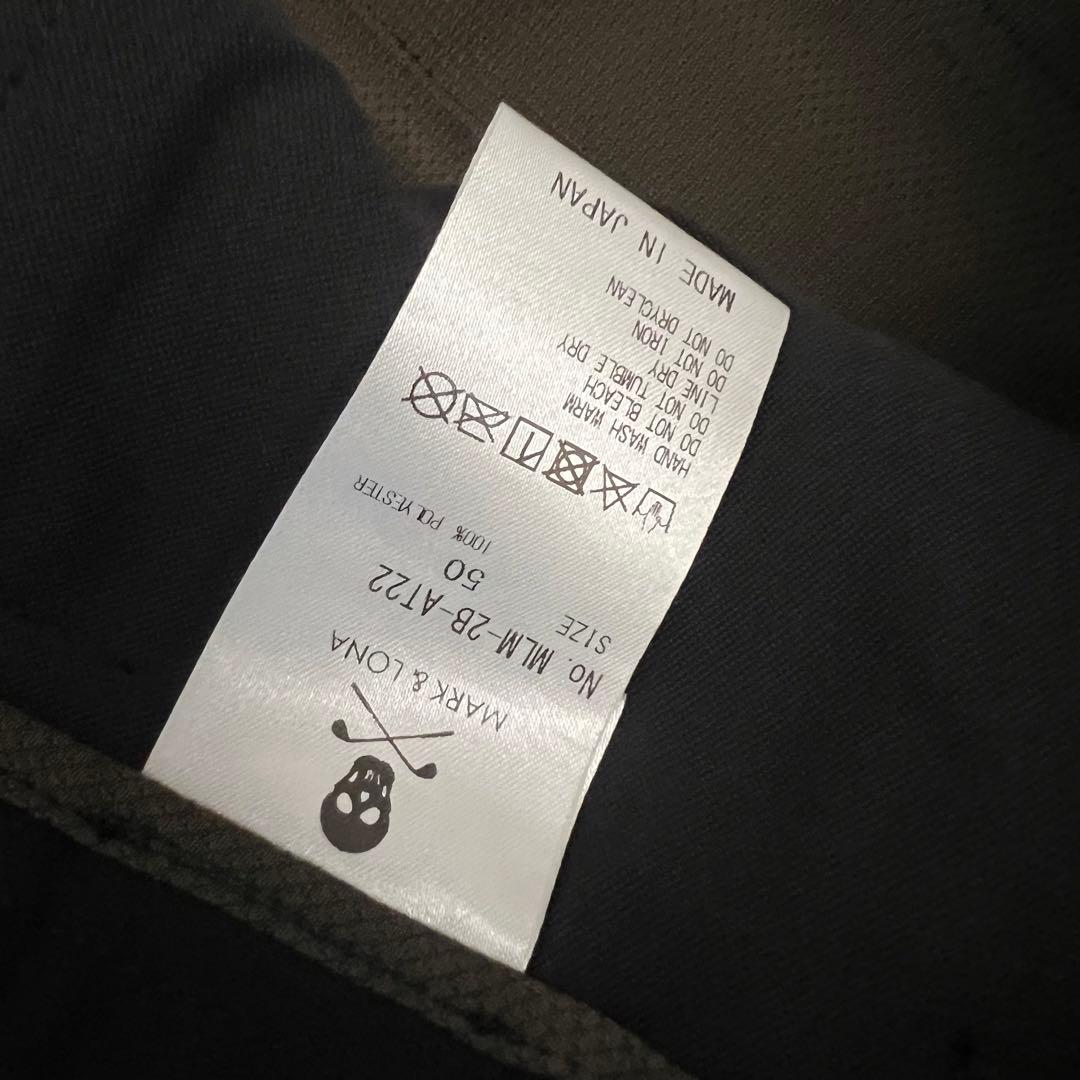 MARK & LONA
No. MLM-2B-AT22
SIZE
50
100% POLYESTER
HAND WASH WARM
DO NOT BLEACH
DO NOT TUMBLE DRY
LINE DRY
DO NOT IRON
DO NOT DRYCLEAN
MADE IN JAPAN